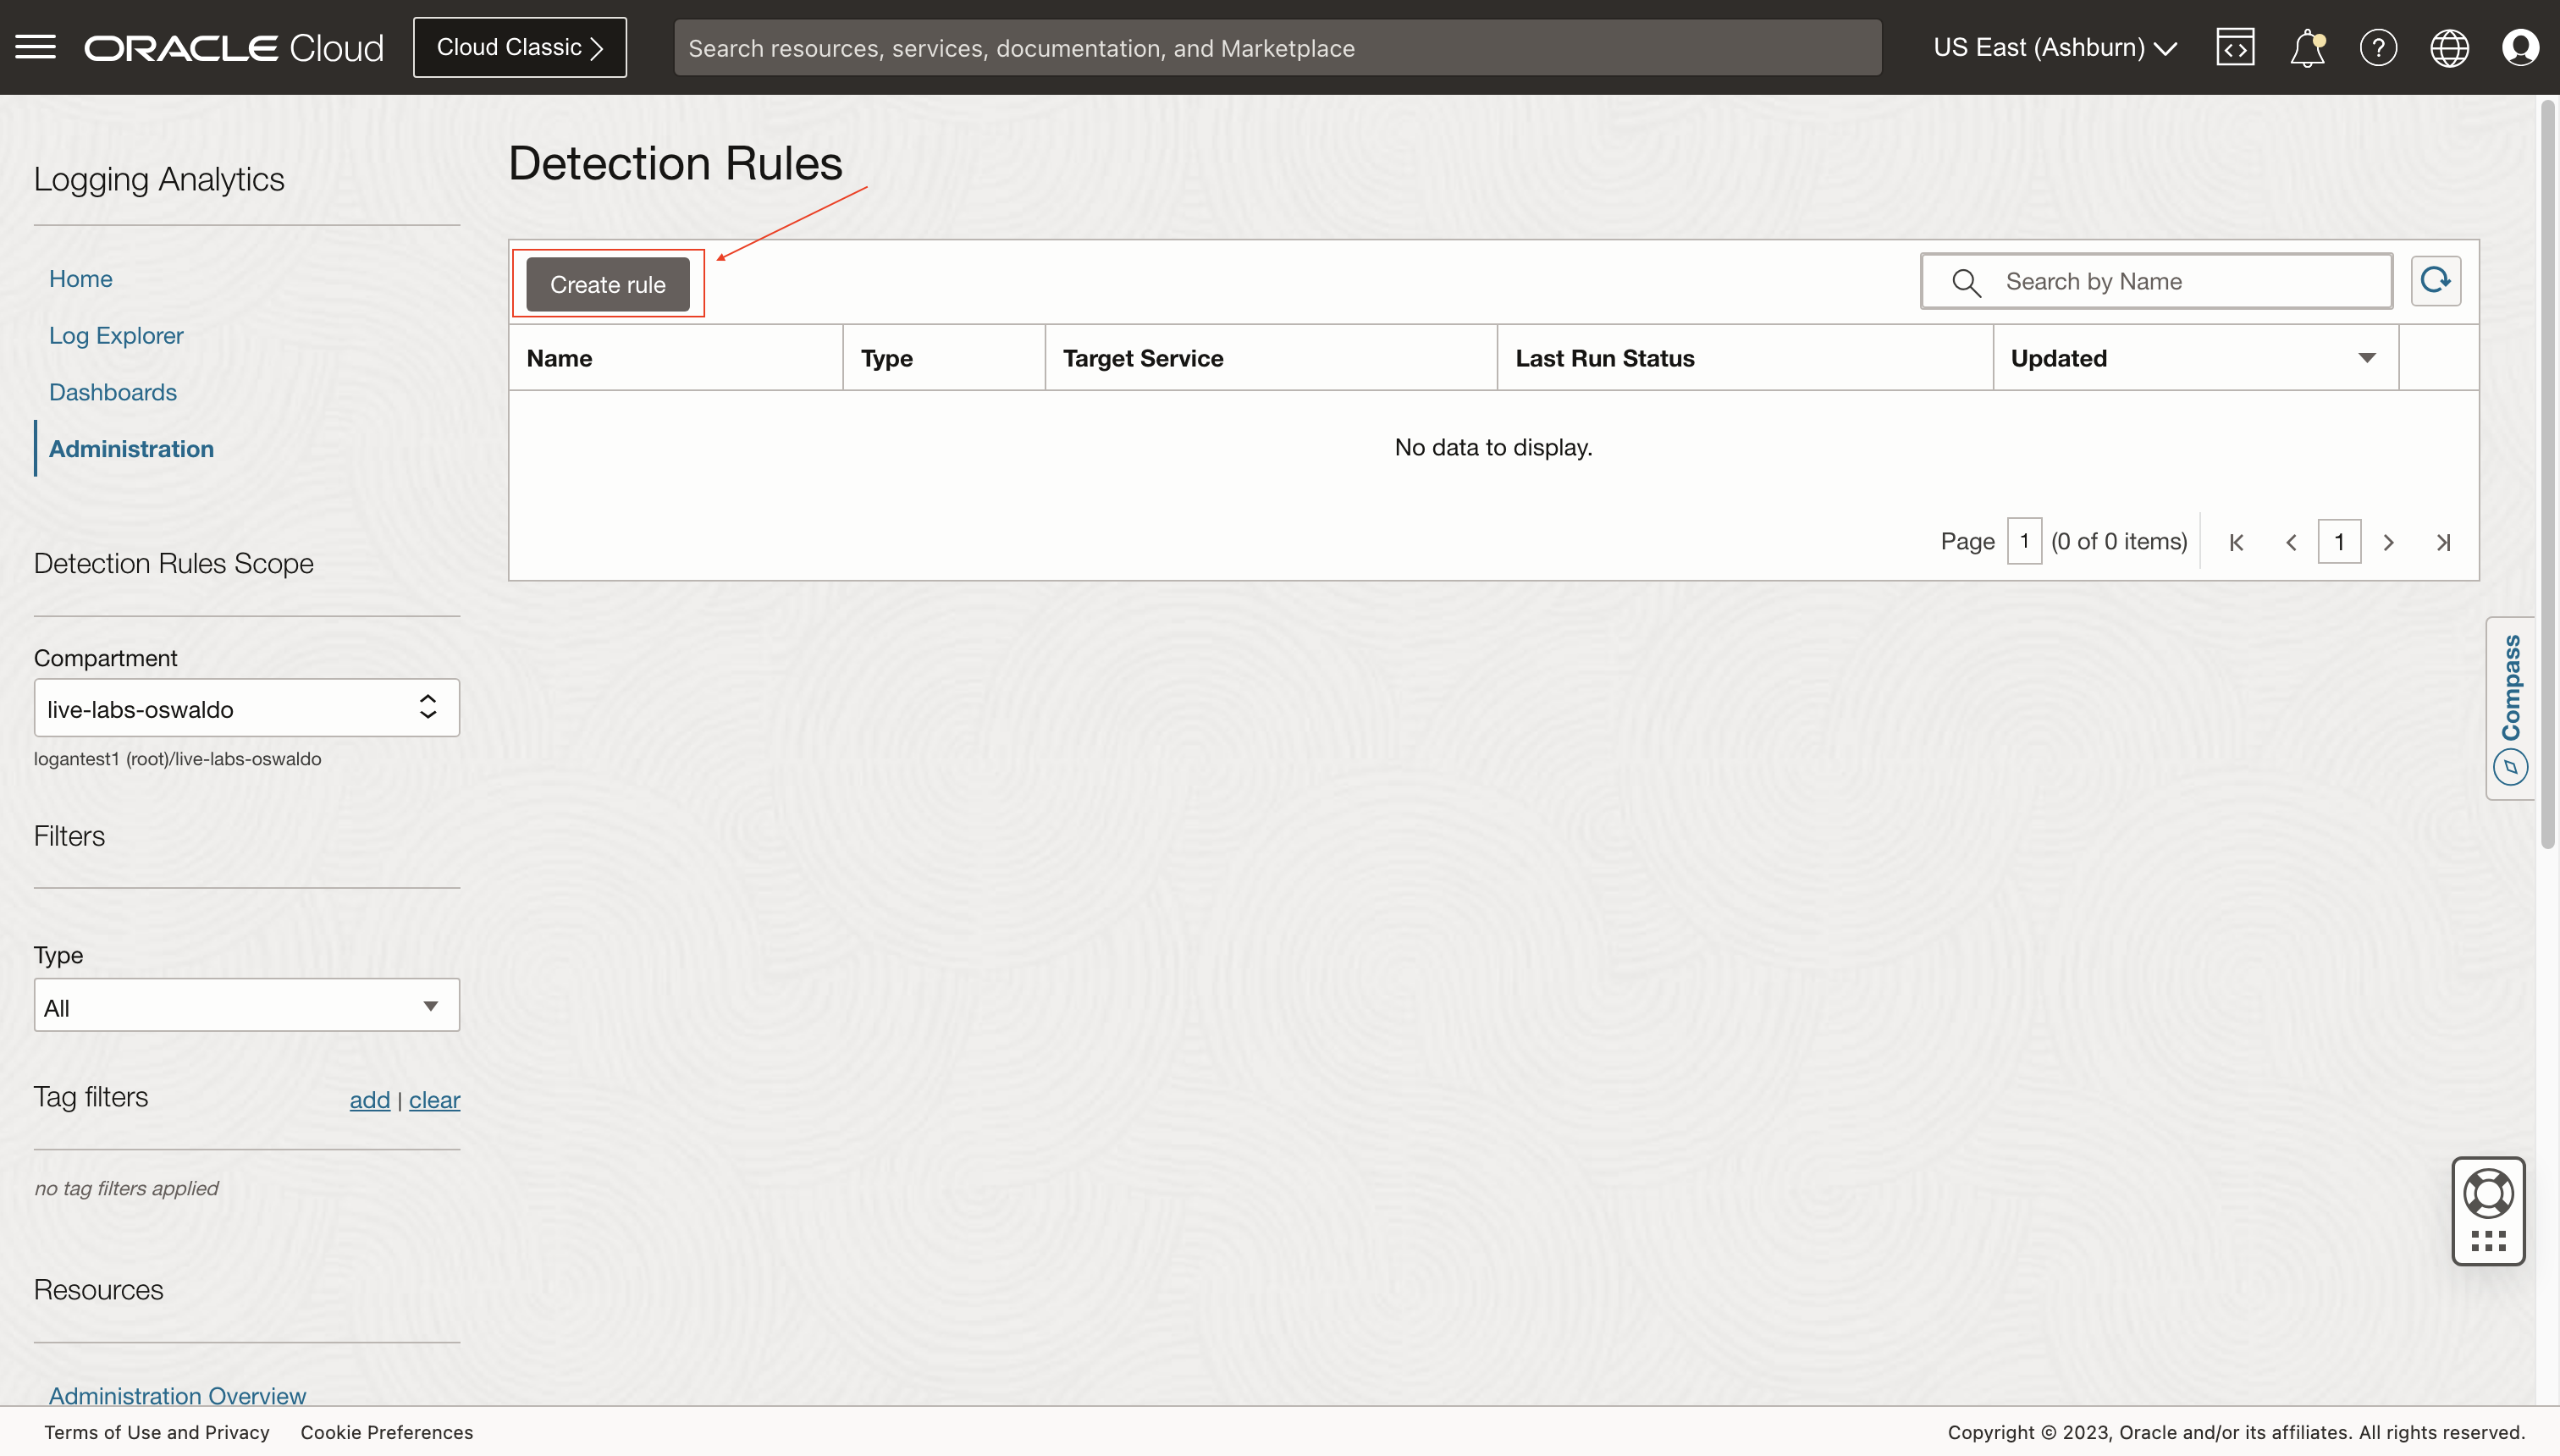 ORACLE Cloud
Cloud Classic
Search resources, services, documentation, and Marketplace
US East (Ashburn)
Logging Analytics
Home
Log Explorer
Dashboards
Administration
Detection Rules Scope
Compartment
live-labs-oswaldo
logantest1 (root)/live-labs-oswaldo
Filters
Type
All
Tag filters
add | clear
no tag filters applied
Resources
Administration Overview
Detection Rules
Create rule
Search by Name
Name Type Target Service Last Run Status Updated
No data to display.
Page 1 (0 of 0 items) 1
Compass
Terms of Use and Privacy Cookie Preferences
Copyright © 2023, Oracle and/or its affiliates. All rights reserved.